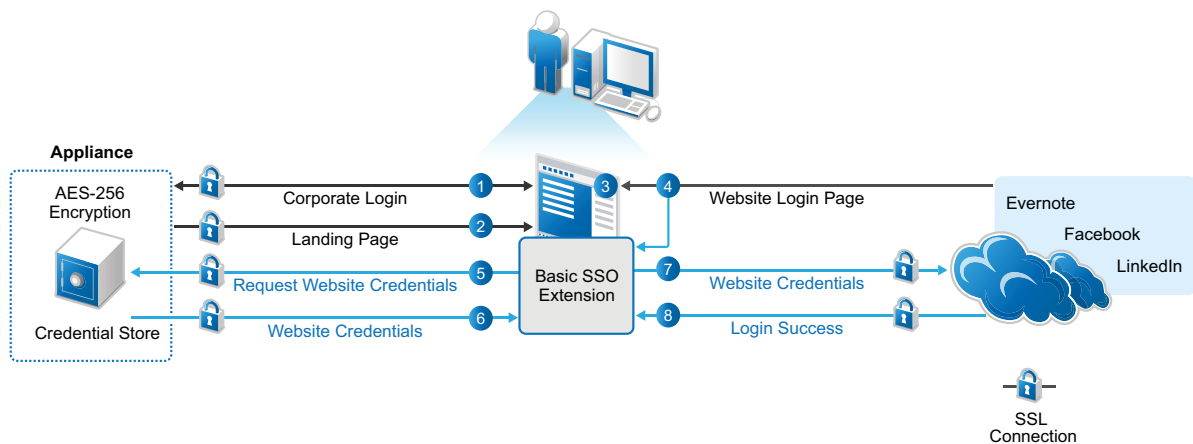 Appliance
AES-256
Encryption
Credential Store
1
Corporate Login
2
Landing Page
3
4
Website Login Page
5
Request Website Credentials
6
Website Credentials
Basic SSO
Extension
7
Website Credentials
8
Login Success
Evernote
Facebook
LinkedIn
SSL
Connection